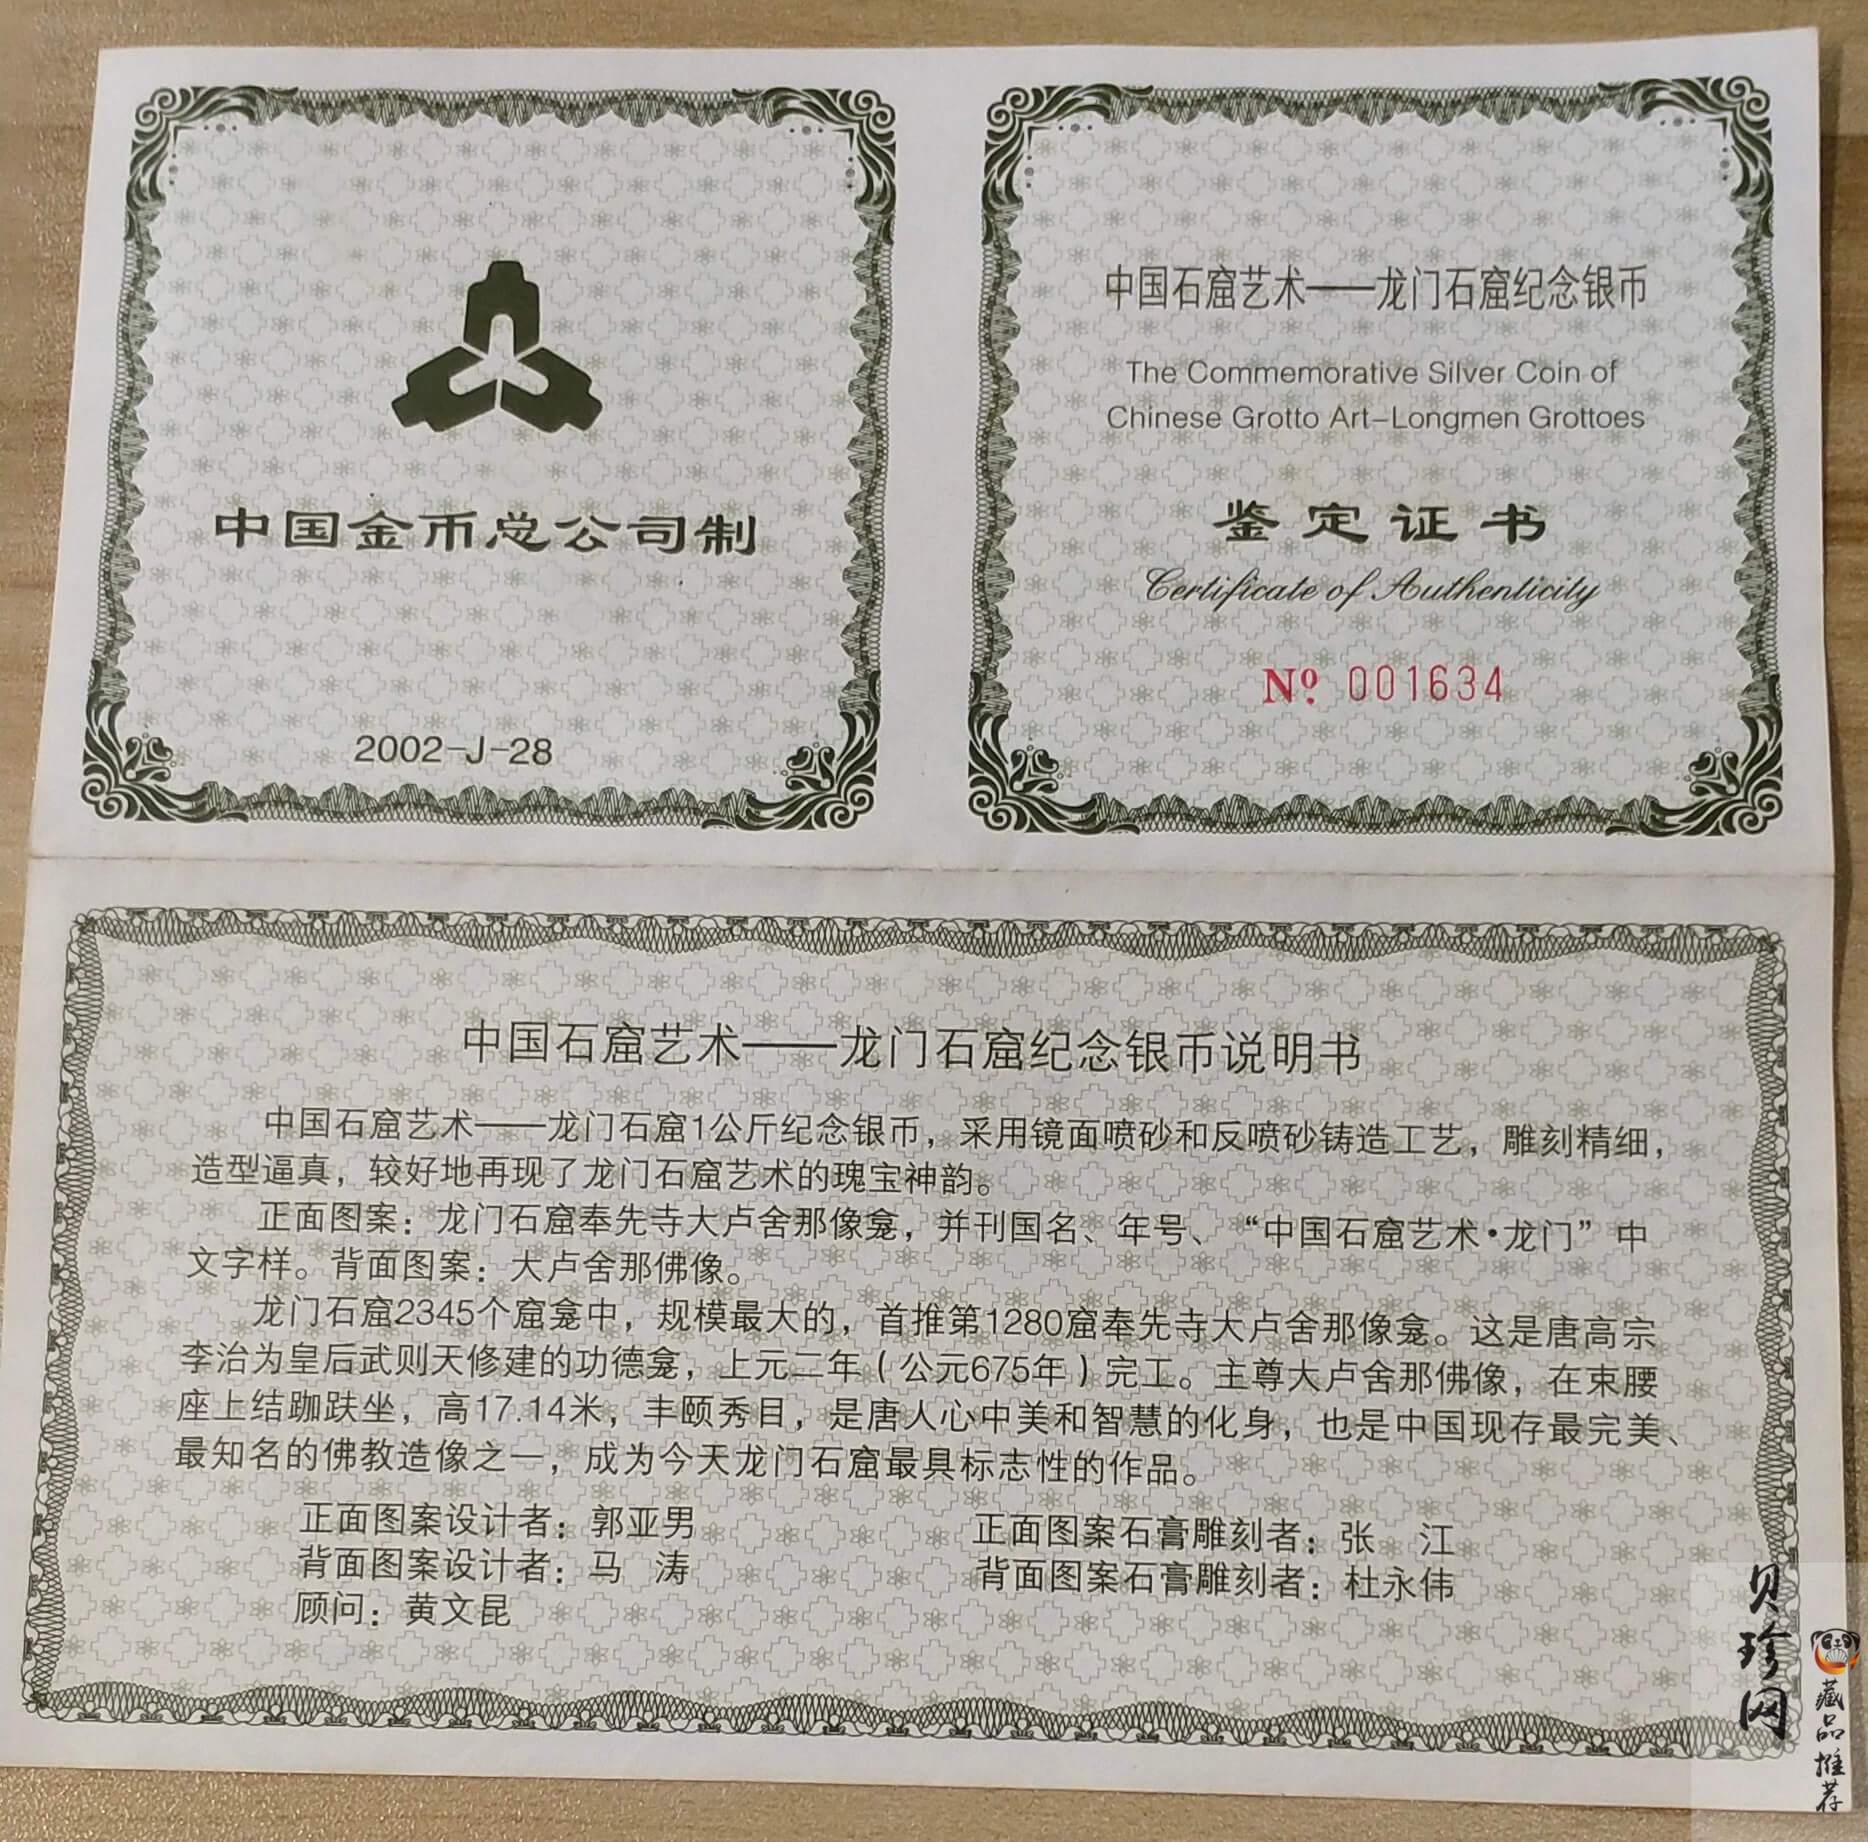 中国金币总公司制
2002-J-28
中国石窟艺术——龙门石窟纪念银币
The Commemorative Silver Coin of
Chinese Grotto Art-Longmen Grottoes
鉴定证书
Certificate of Authenticity
Nº 001634
中国石窟艺术——龙门石窟纪念银币说明书
中国石窟艺术——龙门石窟1公斤纪念银币，采用镜面喷砂和反喷砂铸造工艺，雕刻精细，
造型逼真，较好地再现了龙门石窟艺术的瑰宝神韵。
正面图案：龙门石窟奉先寺大卢舍那像龛，并刊国名、年号、“中国石窟艺术·龙门”中
文字样。背面图案：大卢舍那佛像。
龙门石窟2345个窟龛中，规模最大的，首推第1280窟奉先寺大卢舍那像龛。这是唐高宗
李治为皇后武则天修建的功德龛，上元二年（公元675年）完工。主尊大卢舍那佛像，在束腰
座上结跏趺坐，高17.14米，丰颐秀目，是唐人心中美和智慧的化身，也是中国现存最完美、
最知名的佛教造像之一，成为今天龙门石窟最具标志性的作品。
正面图案设计者：郭亚男
背面图案设计者：马　涛
顾问：黄文昆
正面图案石膏雕刻者：张　江
背面图案石膏雕刻者：杜永伟
贝珍网
藏品推荐